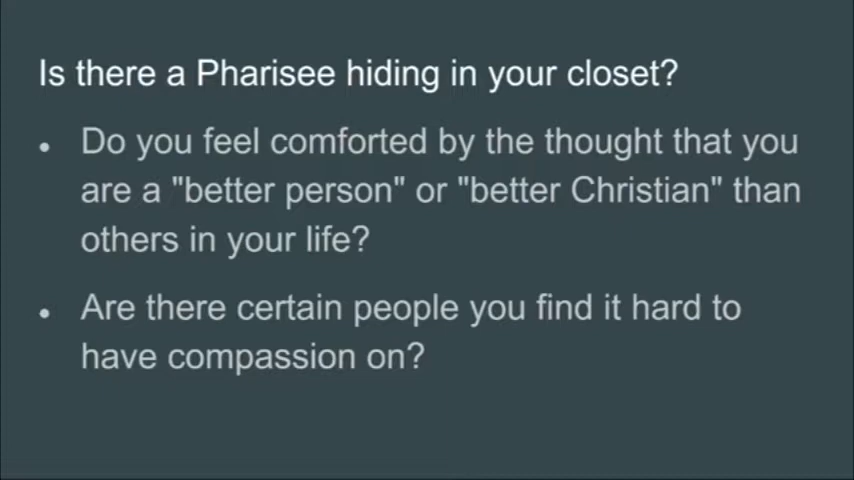 Is there a Pharisee hiding in your closet?
• Do you feel comforted by the thought that you
are a "better person" or "better Christian" than
others in your life?
• Are there certain people you find it hard to
have compassion on?